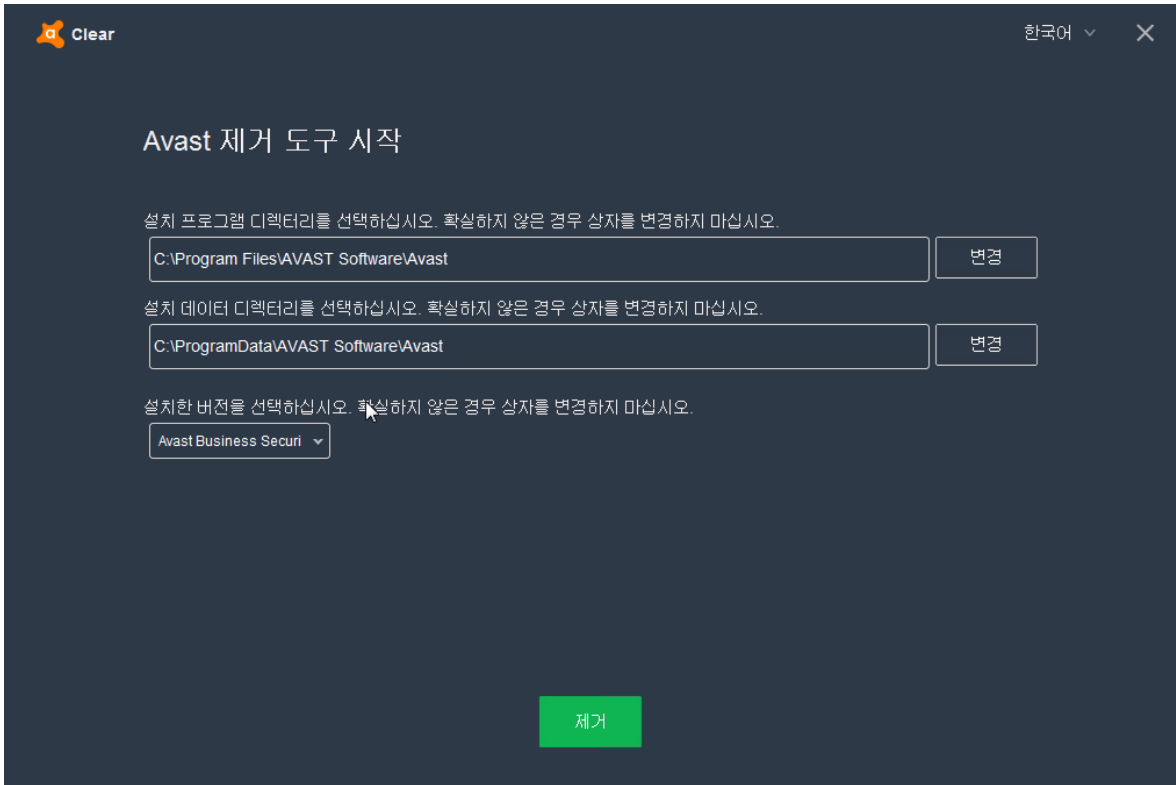 Clear
한국어
Avast 제거 도구 시작
설치 프로그램 디렉터리를 선택하십시오. 확실하지 않은 경우 상자를 변경하지 마십시오.
C:\Program Files\AVAST Software\Avast
변경
설치 데이터 디렉터리를 선택하십시오. 확실하지 않은 경우 상자를 변경하지 마십시오.
C:\ProgramData\AVAST Software\Avast
변경
설치한 버전을 선택하십시오. 확실하지 않은 경우 상자를 변경하지 마십시오.
Avast Business Securi
제거